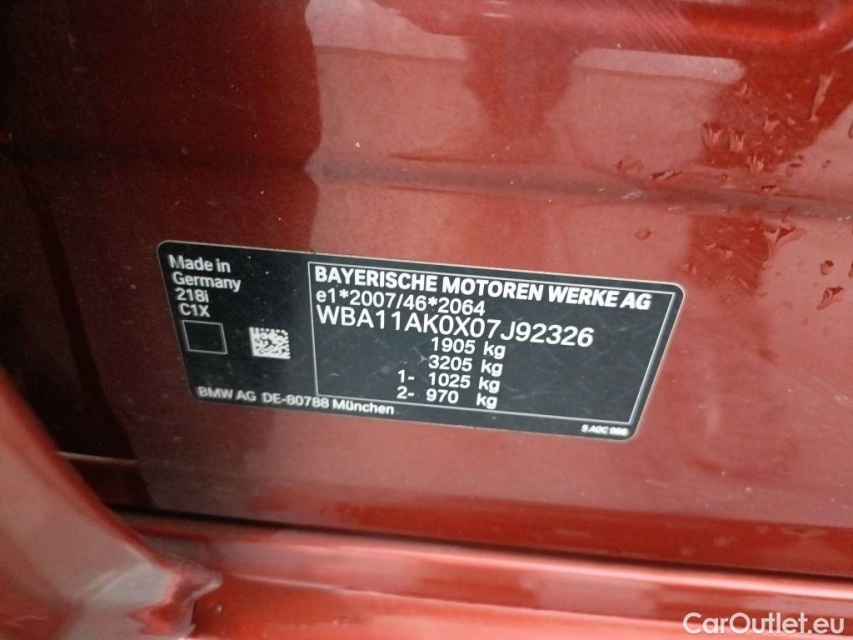 Made in
Germany
218i
C1X
BAYERISCHE MOTOREN WERKE AG
e1*2007/46*2064
WBA11AK0X07J92326
1905 kg
3205 kg
1- 1025 kg
2- 970 kg
BMW AG DE-80788 München
CarOutlet.eu